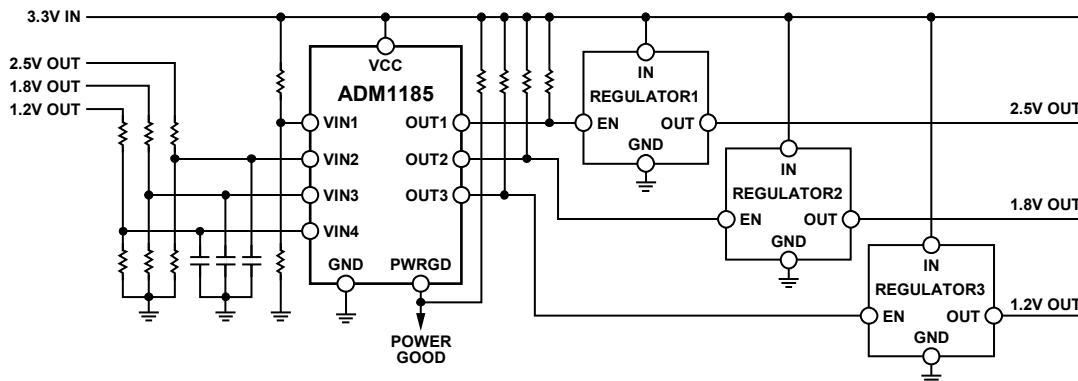 3.3V IN
2.5V OUT
1.8V OUT
1.2V OUT
VCC
ADM1185
VIN1
VIN2
VIN3
VIN4
OUT1
OUT2
OUT3
GND
PWRGD
POWER
GOOD
IN
REGULATOR1
EN
OUT
GND
2.5V OUT
IN
REGULATOR2
EN
OUT
GND
1.8V OUT
IN
REGULATOR3
EN
OUT
GND
1.2V OUT